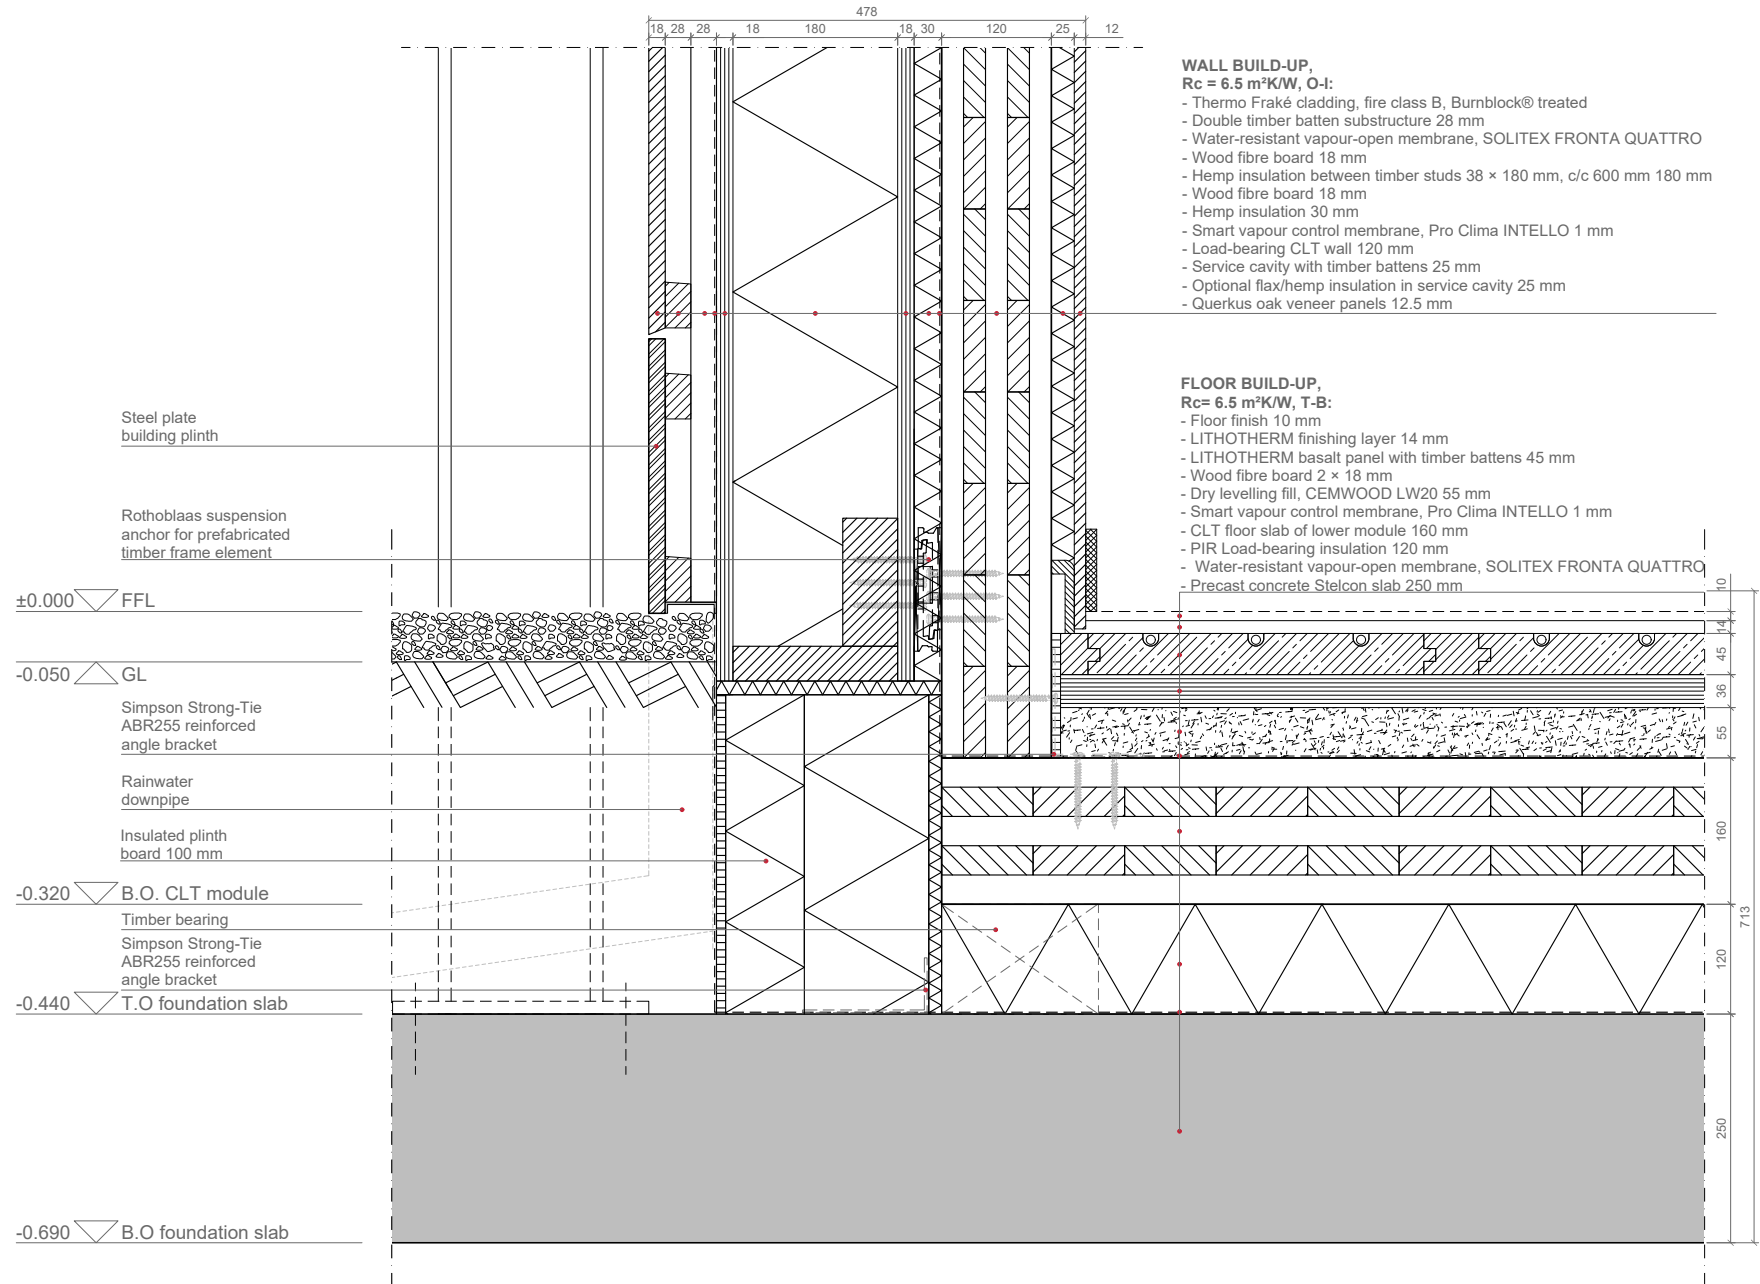 478
18 28 28 18 180 18 30 120 25 12
WALL BUILD-UP,
Rc = 6.5 m²K/W, O-I:
- Thermo Fraké cladding, fire class B, Burnblock® treated
- Double timber batten substructure 28 mm
- Water-resistant vapour-open membrane, SOLITEX FRONTA QUATTRO
- Wood fibre board 18 mm
- Hemp insulation between timber studs 38 × 180 mm, c/c 600 mm 180 mm
- Wood fibre board 18 mm
- Hemp insulation 30 mm
- Smart vapour control membrane, Pro Clima INTELLO 1 mm
- Load-bearing CLT wall 120 mm
- Service cavity with timber battens 25 mm
- Optional flax/hemp insulation in service cavity 25 mm
- Querkus oak veneer panels 12.5 mm
FLOOR BUILD-UP,
Rc= 6.5 m²K/W, T-B:
- Floor finish 10 mm
- LITHOTHERM finishing layer 14 mm
- LITHOTHERM basalt panel with timber battens 45 mm
- Wood fibre board 2 × 18 mm
- Dry levelling fill, CEMWOOD LW20 55 mm
- Smart vapour control membrane, Pro Clima INTELLO 1 mm
- CLT floor slab of lower module 160 mm
- PIR Load-bearing insulation 120 mm
- Water-resistant vapour-open membrane, SOLITEX FRONTA QUATTRO
- Precast concrete Stelcon slab 250 mm
Steel plate
building plinth
Rothoblaas suspension
anchor for prefabricated
timber frame element
±0.000 FFL
-0.050 GL
Simpson Strong-Tie
ABR255 reinforced
angle bracket
Rainwater
downpipe
Insulated plinth
board 100 mm
-0.320 B.O. CLT module
Timber bearing
Simpson Strong-Tie
ABR255 reinforced
angle bracket
-0.440 T.O foundation slab
-0.690 B.O foundation slab
10
14
45
36
55
160
120
250
713